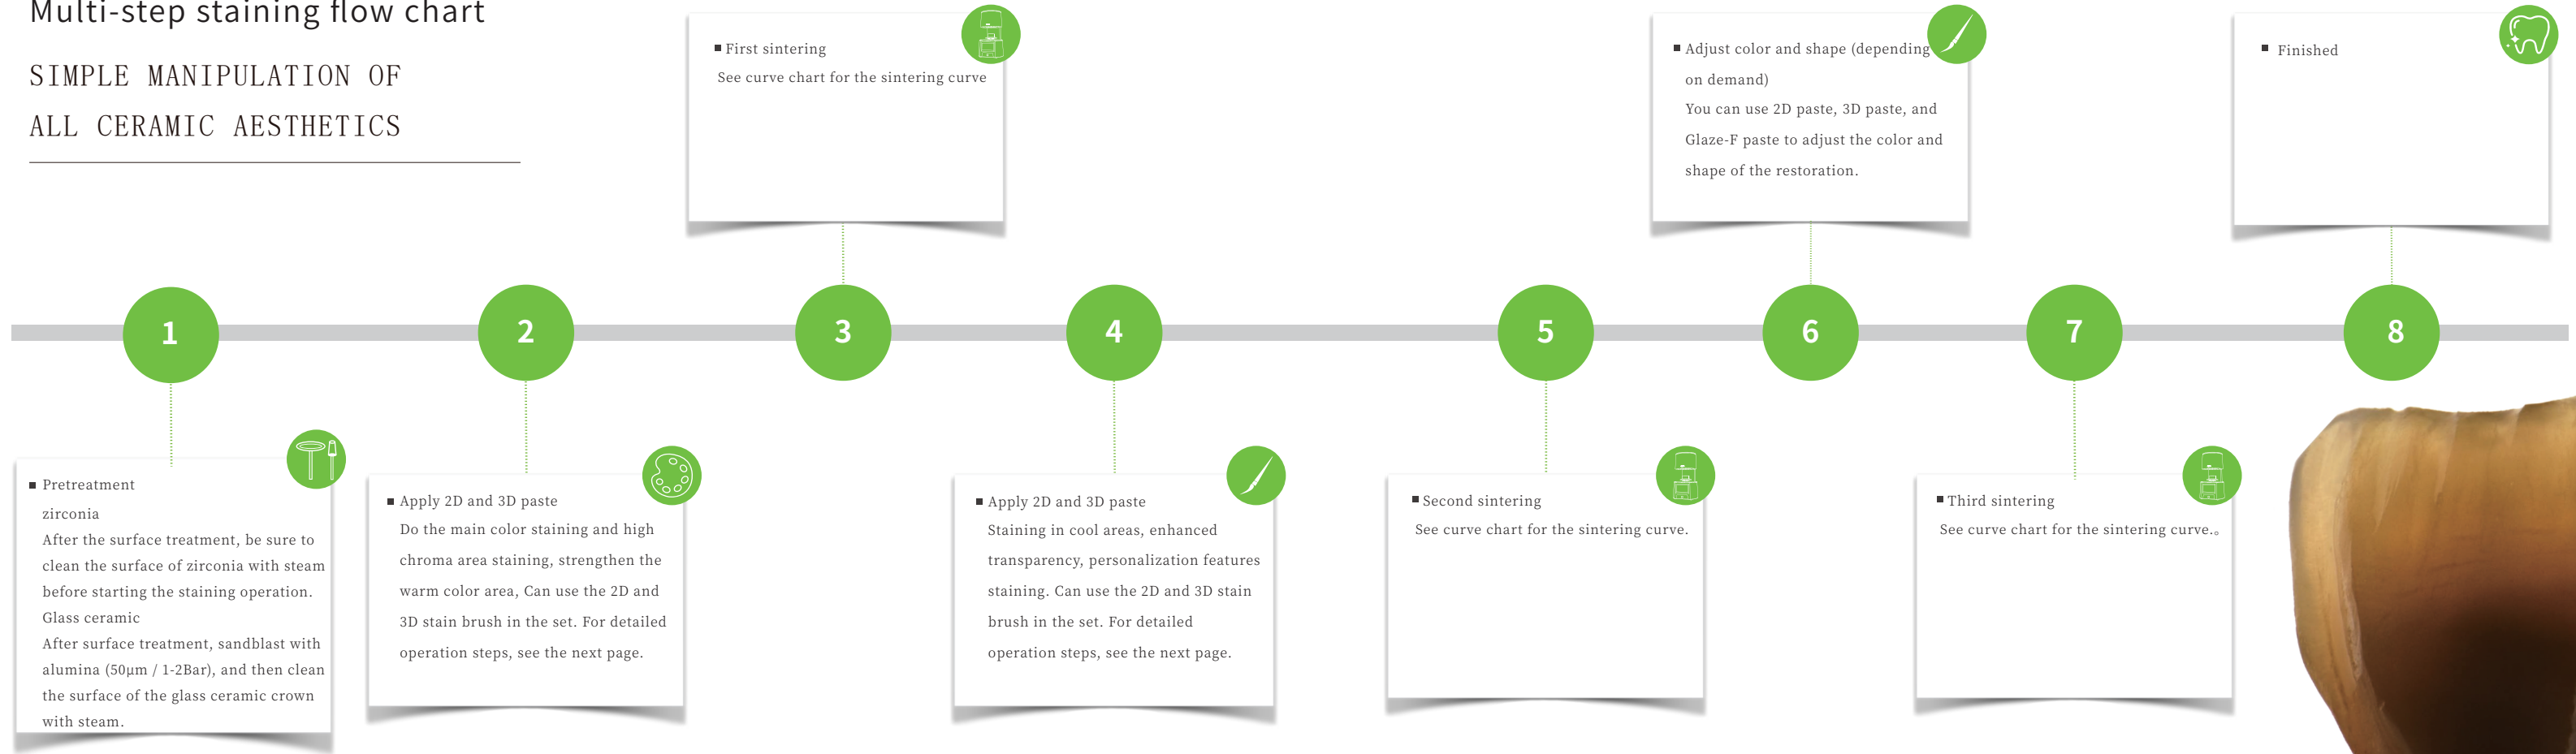 Multi-step staining flow chart
SIMPLE MANIPULATION OF
ALL CERAMIC AESTHETICS
■ First sintering
See curve chart for the sintering curve
■ Adjust color and shape (depending
on demand)
You can use 2D paste, 3D paste, and
Glaze-F paste to adjust the color and
shape of the restoration.
■ Finished
1
2
3
4
5
6
7
8
■ Pretreatment
zirconia
After the surface treatment, be sure to
clean the surface of zirconia with steam
before starting the staining operation.
Glass ceramic
After surface treatment, sandblast with
alumina (50μm / 1-2Bar), and then clean
the surface of the glass ceramic crown
with steam.
■ Apply 2D and 3D paste
Do the main color staining and high
chroma area staining, strengthen the
warm color area, Can use the 2D and
3D stain brush in the set. For detailed
operation steps, see the next page.
■ Apply 2D and 3D paste
Staining in cool areas, enhanced
transparency, personalization features
staining. Can use the 2D and 3D stain
brush in the set. For detailed
operation steps, see the next page.
■ Second sintering
See curve chart for the sintering curve.
■ Third sintering
See curve chart for the sintering curve.。